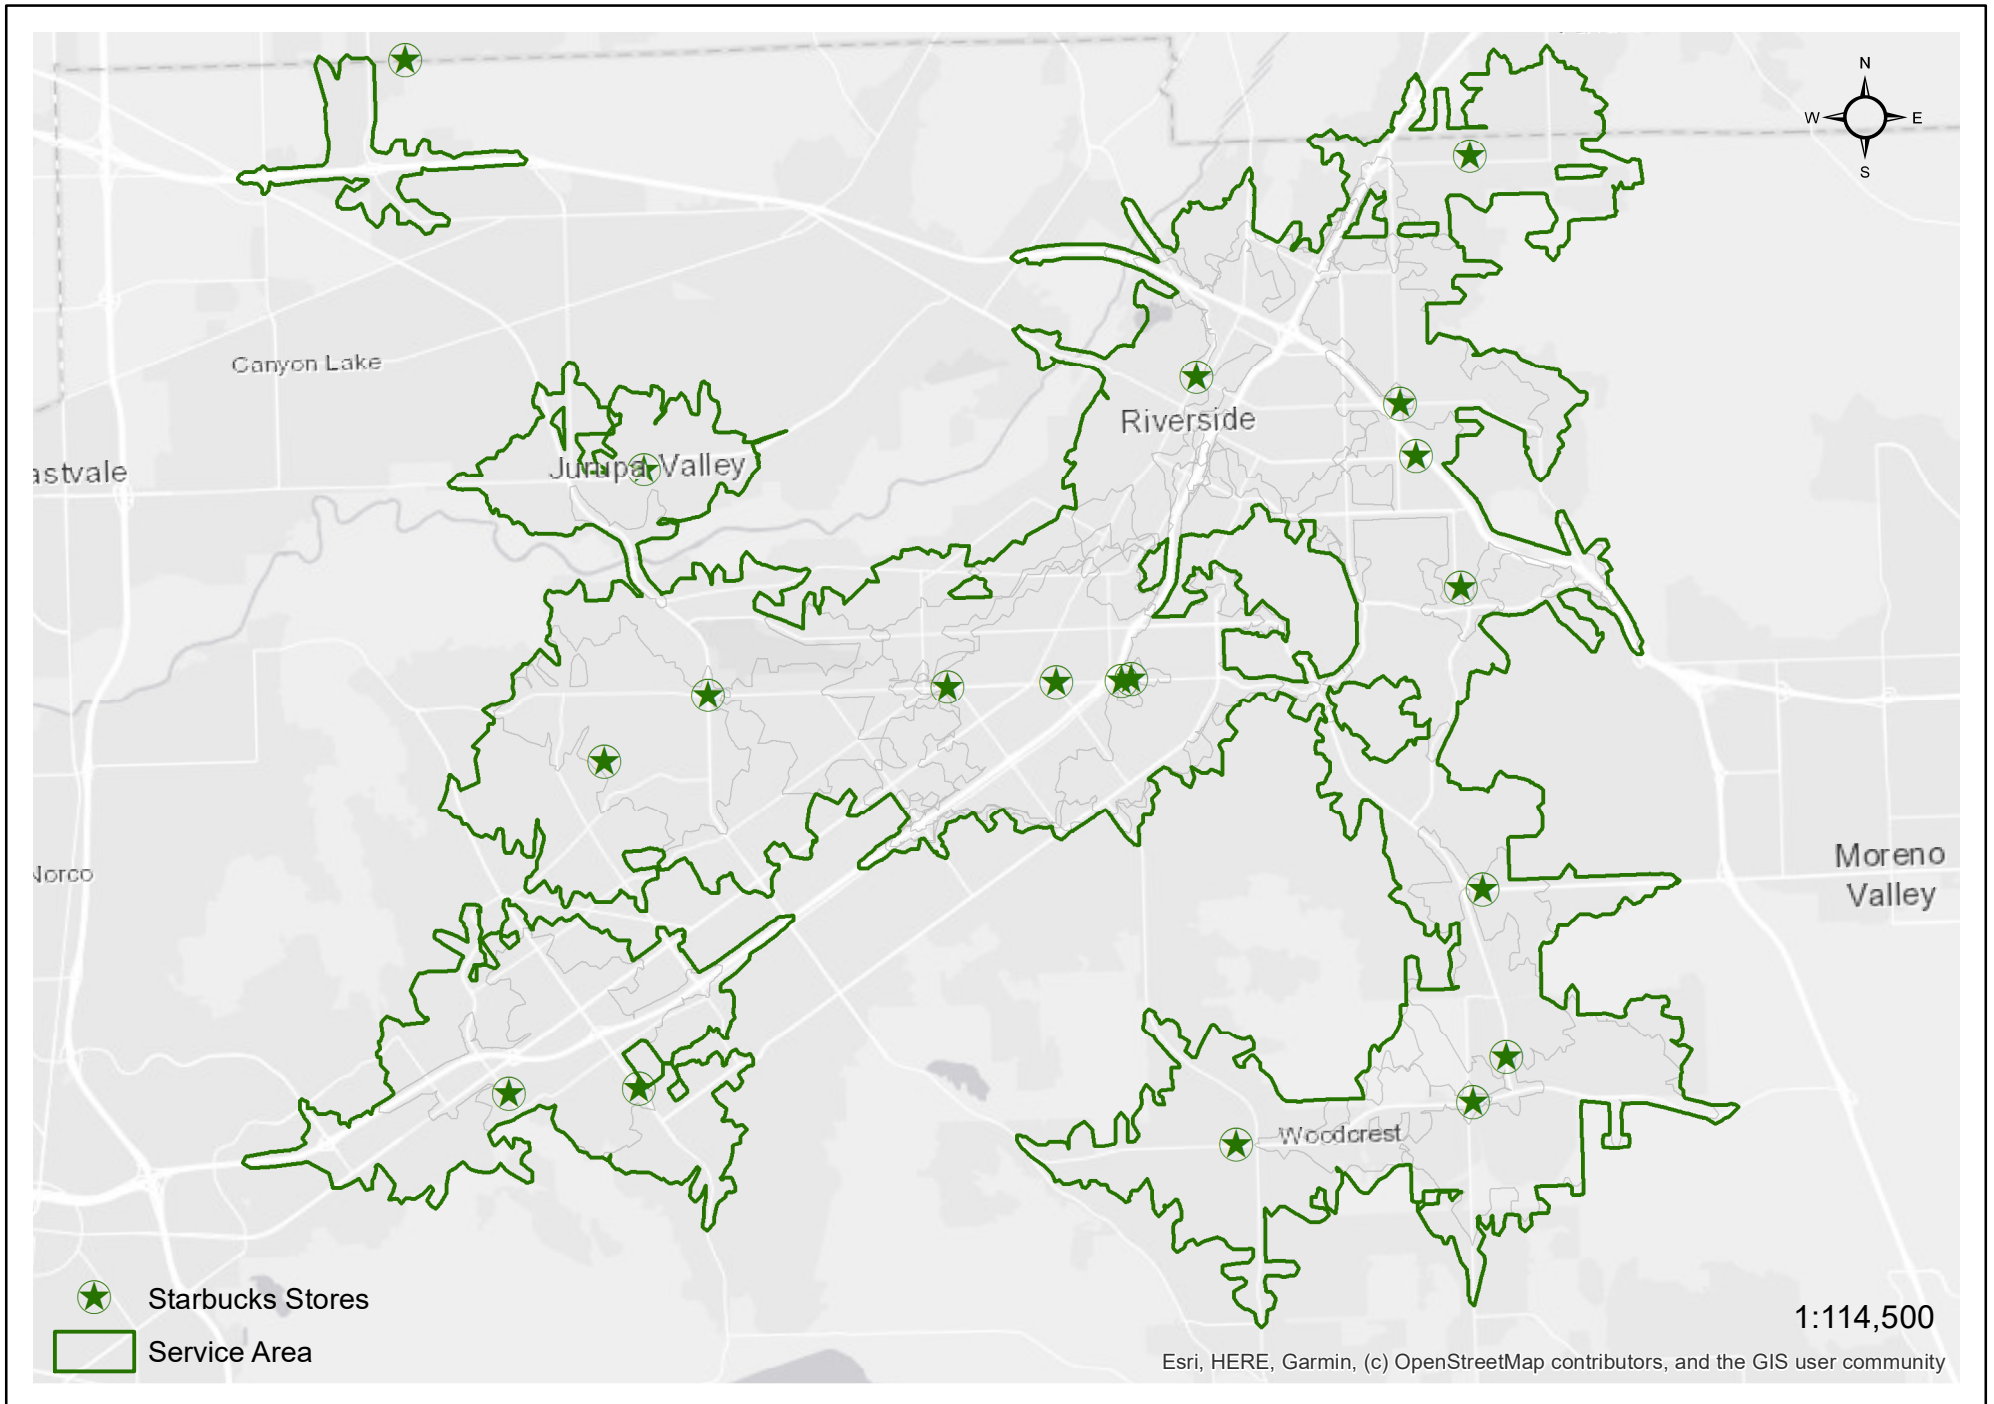 N
W E
S
Canyon Lake
Riverside
Jurupa Valley
astvale
Norco
Moreno
Valley
Woodcrest
Starbucks Stores
Service Area
1:114,500
Esri, HERE, Garmin, (c) OpenStreetMap contributors, and the GIS user community